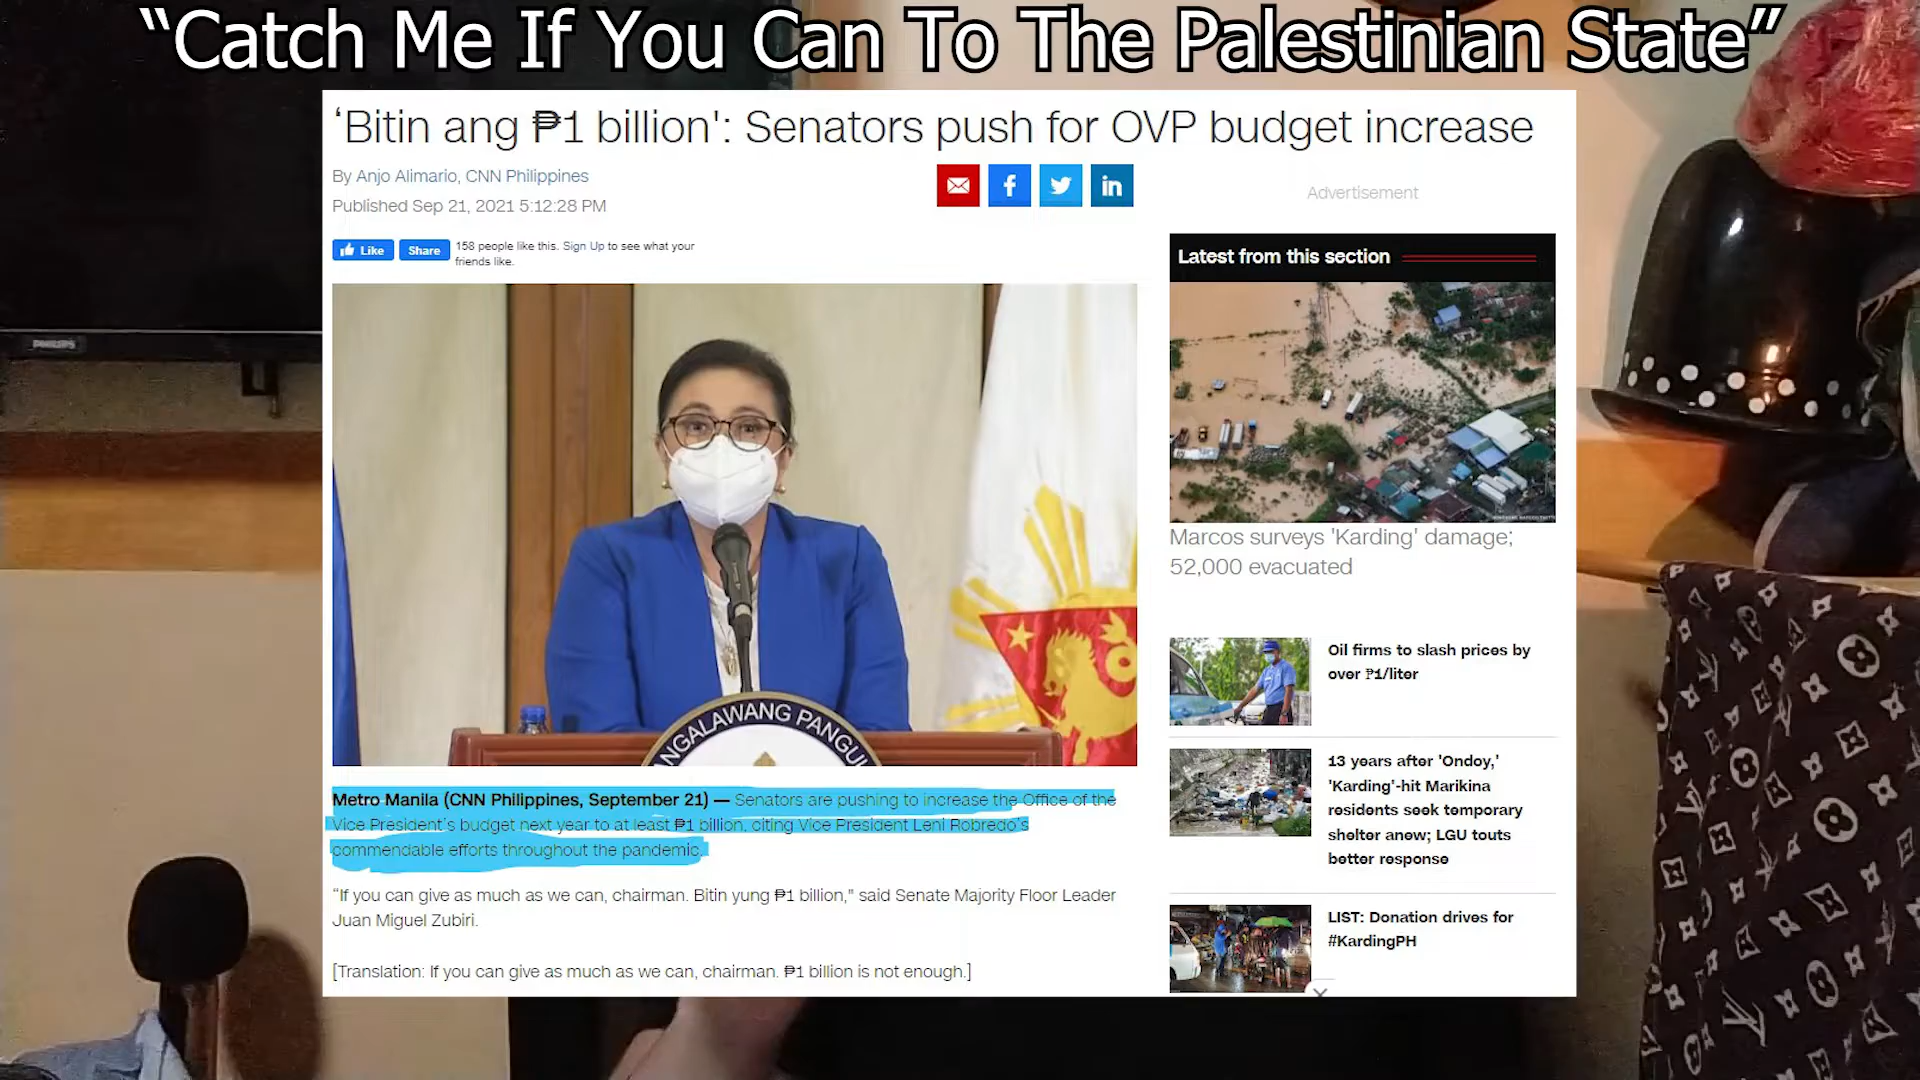 “Catch Me If You Can To The Palestinian State”
‘Bitin ang ₱1 billion': Senators push for OVP budget increase
By Anjo Alimario, CNN Philippines
Published Sep 21, 2021 5:12:28 PM
Advertisement
Like
Share
158 people like this. Sign Up to see what your
friends like.
PHILIPS
NGALAWANG PANGU
Metro Manila (CNN Philippines, September 21) — Senators are pushing to increase the Office of the
Vice President's budget next year to at least ₱1 billion, citing Vice President Leni Robredo's
commendable efforts throughout the pandemic.
“If you can give as much as we can, chairman. Bitin yung ₱1 billion," said Senate Majority Floor Leader
Juan Miguel Zubiri.
[Translation: If you can give as much as we can, chairman. ₱1 billion is not enough.]
Latest from this section
Marcos surveys 'Karding' damage;
52,000 evacuated
Oil firms to slash prices by
over ₱1/liter
13 years after 'Ondoy,'
'Karding'-hit Marikina
residents seek temporary
shelter anew; LGU touts
better response
LIST: Donation drives for
#KardingPH